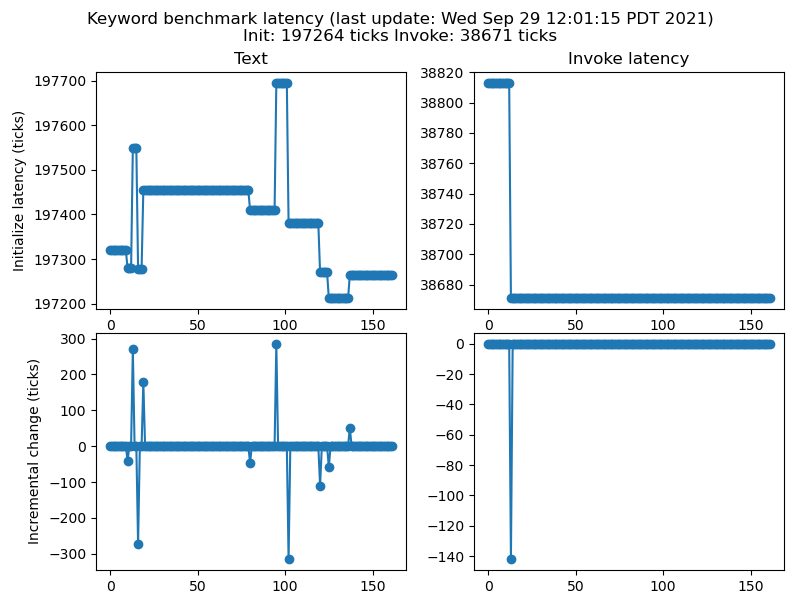 Keyword benchmark latency (last update: Wed Sep 29 12:01:15 PDT 2021)
Init: 197264 ticks Invoke: 38671 ticks
Text
Invoke latency
Initialize latency (ticks)
197700
197600
197500
197400
197300
197200
0 50 100 150
38820
38800
38780
38760
38740
38720
38700
38680
0 50 100 150
Incremental change (ticks)
300
200
100
0
−100
−200
−300
0 50 100 150
0
−20
−40
−60
−80
−100
−120
−140
0 50 100 150